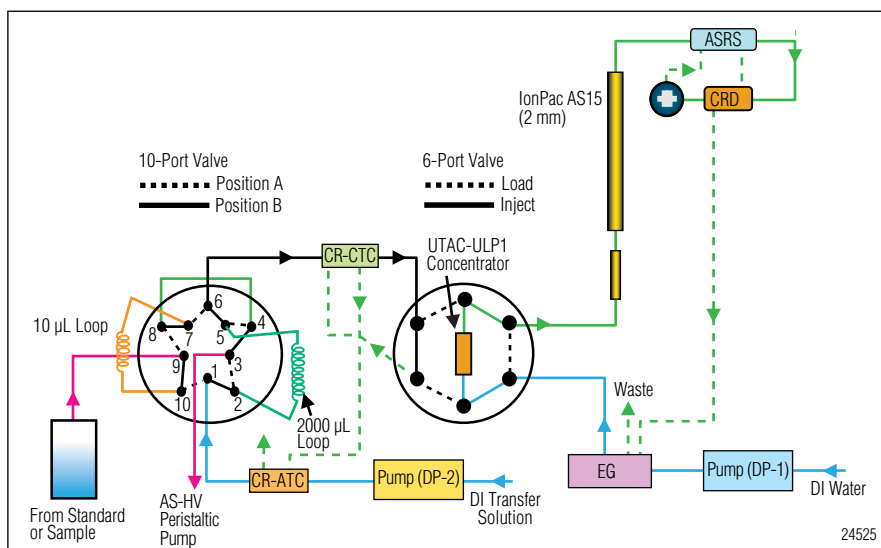 ASRS
CRD
IonPac AS15
(2 mm)
10-Port Valve
Position A
Position B
6-Port Valve
Load
Inject
UTAC-ULP1
Concentrator
CR-CTC
10 µL Loop
6
8
7
5
4
9
3
1
10
2
2000 µL
Loop
Waste
CR-ATC
Pump (DP-2)
EG
Pump (DP-1)
DI Water
From Standard
or Sample
AS-HV
Peristaltic
Pump
DI Transfer
Solution
24525